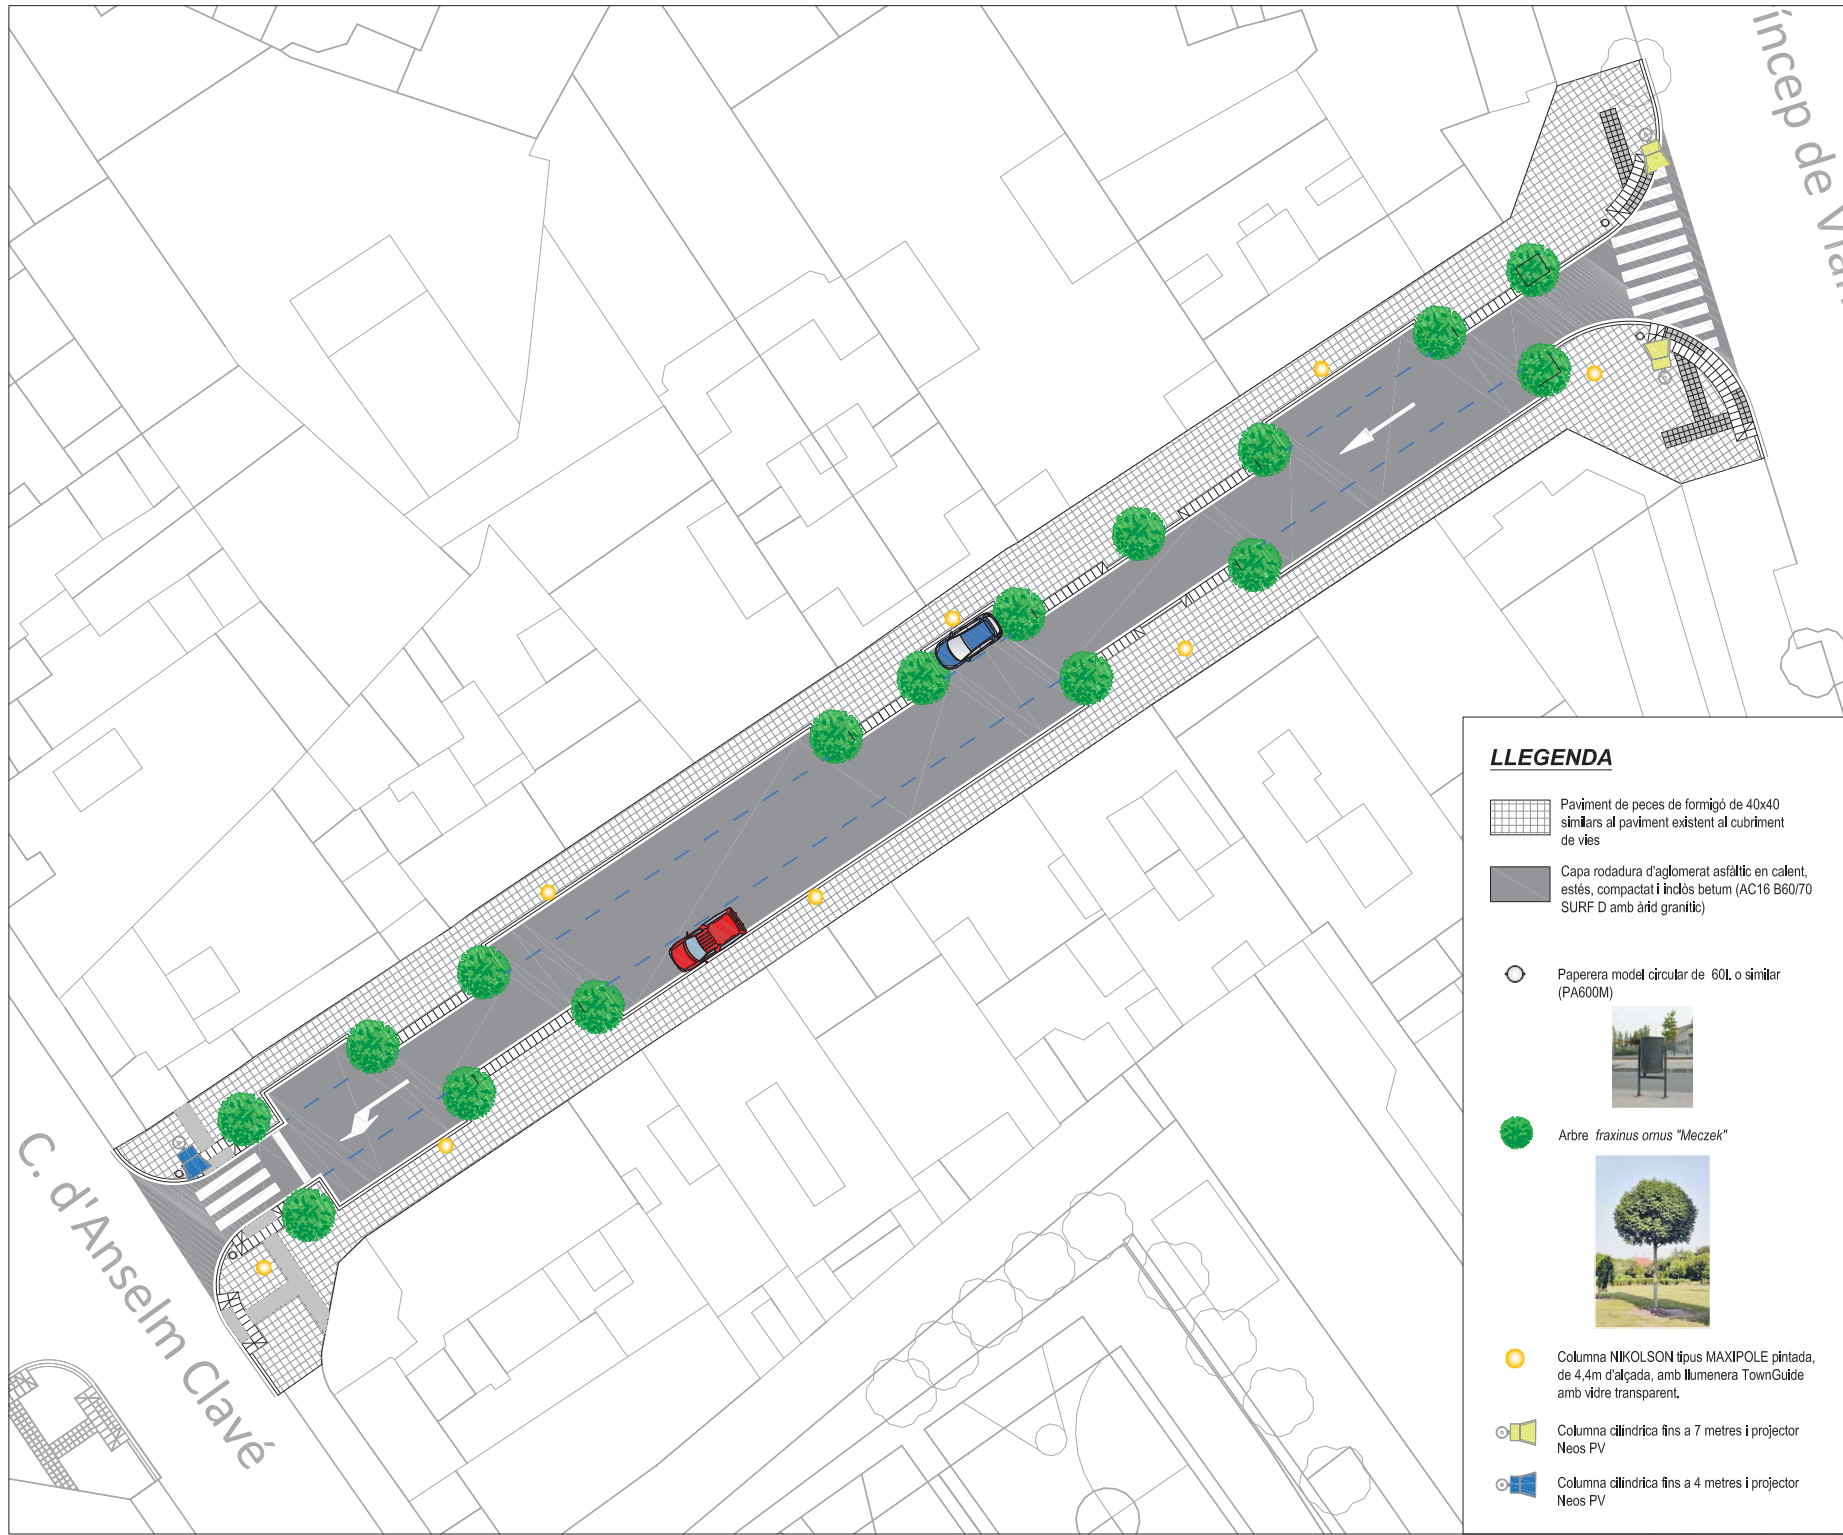 íncep de
C. d'Anselm Clavé
LLEGENDA
Paviment de peces de formigó de 40x40
similars al paviment existent al cubriment
de vies
Capa rodadura d'aglomerat asfàltic en calent,
estés, compactat i inclòs betum (AC16 B60/70
SURF D amb àrid granític)
Paperera model circular de 60l. o similar
(PA600M)
Arbre fraxinus ornus "Meczek"
Columna NIKOLSON tipus MAXIPOLE pintada,
de 4,4m d'alçada, amb llumenera TownGuide
amb vidre transparent.
Columna cilíndrica fins a 7 metres i projector
Neos PV
Columna cilíndrica fins a 4 metres i projector
Neos PV